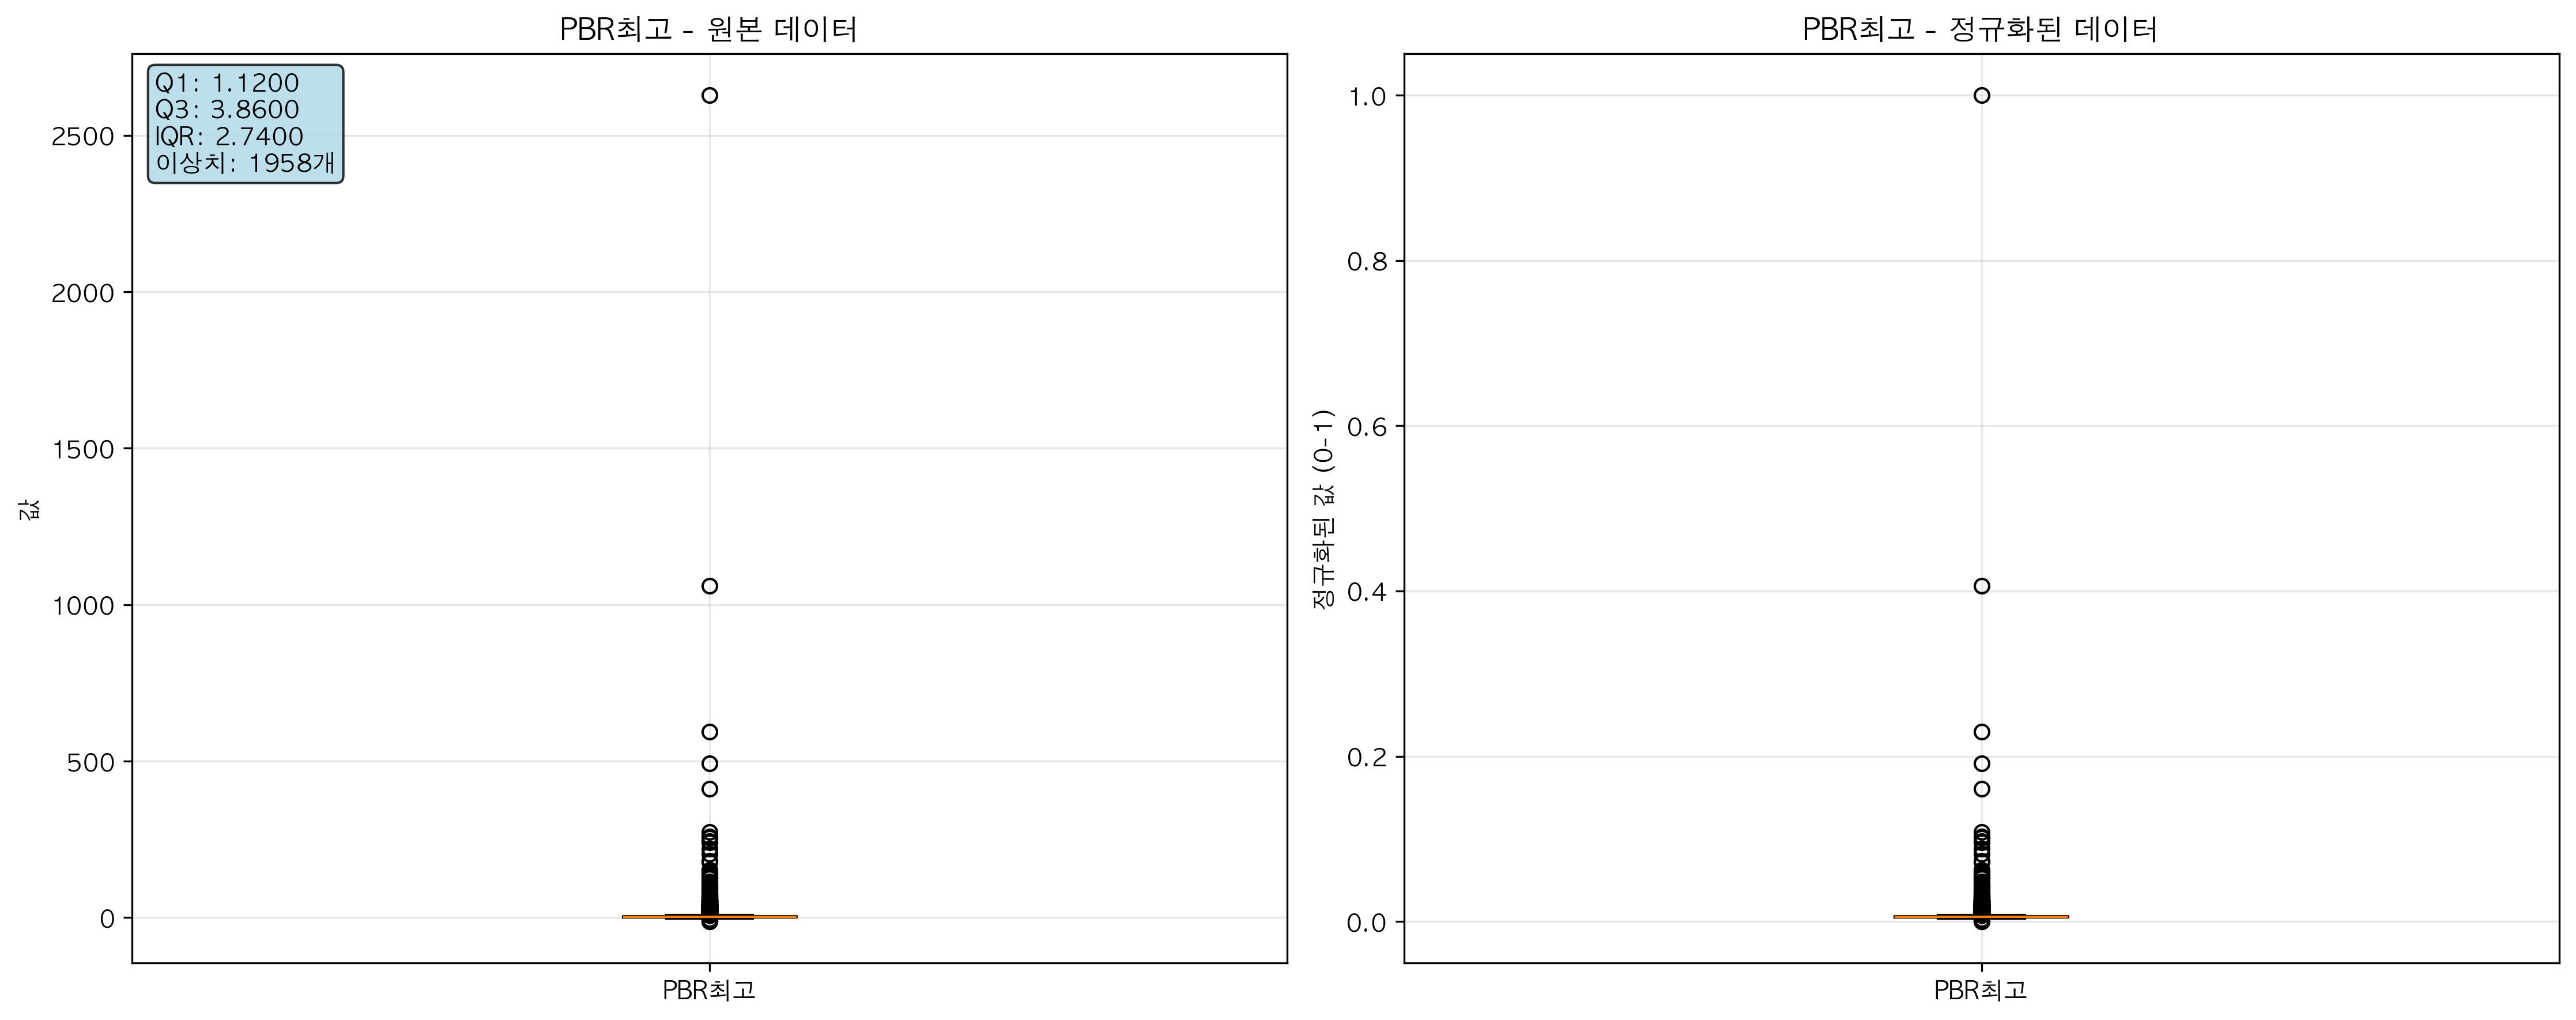 PBR최고 - 원본 데이터
Q1: 1.1200
Q3: 3.8600
IQR: 2.7400
이상치: 1958개
2500
2000
1500
1000
500
0
값
PBR최고
PBR최고 - 정규화된 데이터
1.0
0.8
0.6
0.4
0.2
0.0
정규화된 값 (0-1)
PBR최고